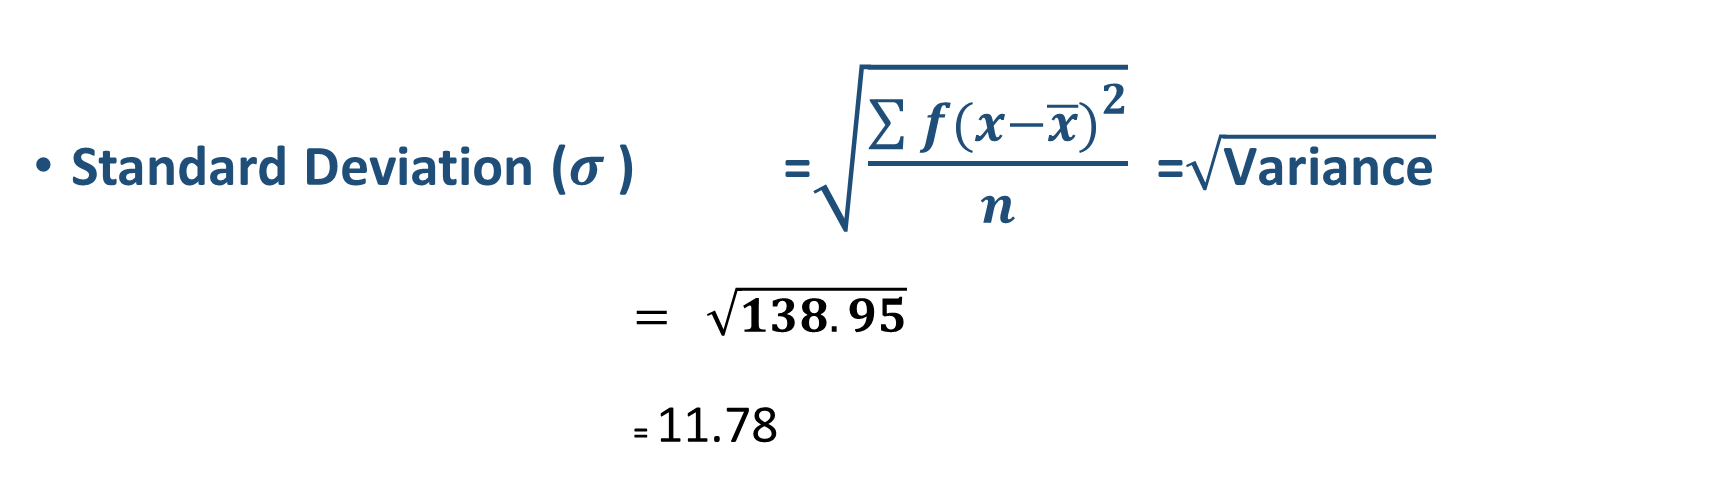 • Standard Deviation (σ ) = √(∑ f(x−x̅)² / n) =√Variance
= √138.95
= 11.78